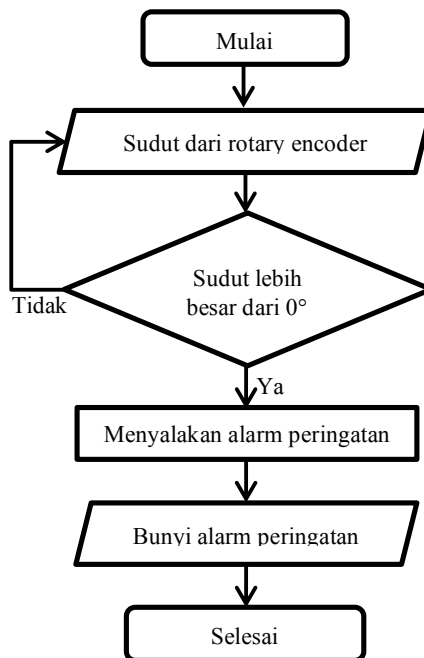 Mulai
Sudut dari rotary encoder
Sudut lebih
besar dari 0°
Tidak
Ya
Menyalakan alarm peringatan
Bunyi alarm peringatan
Selesai